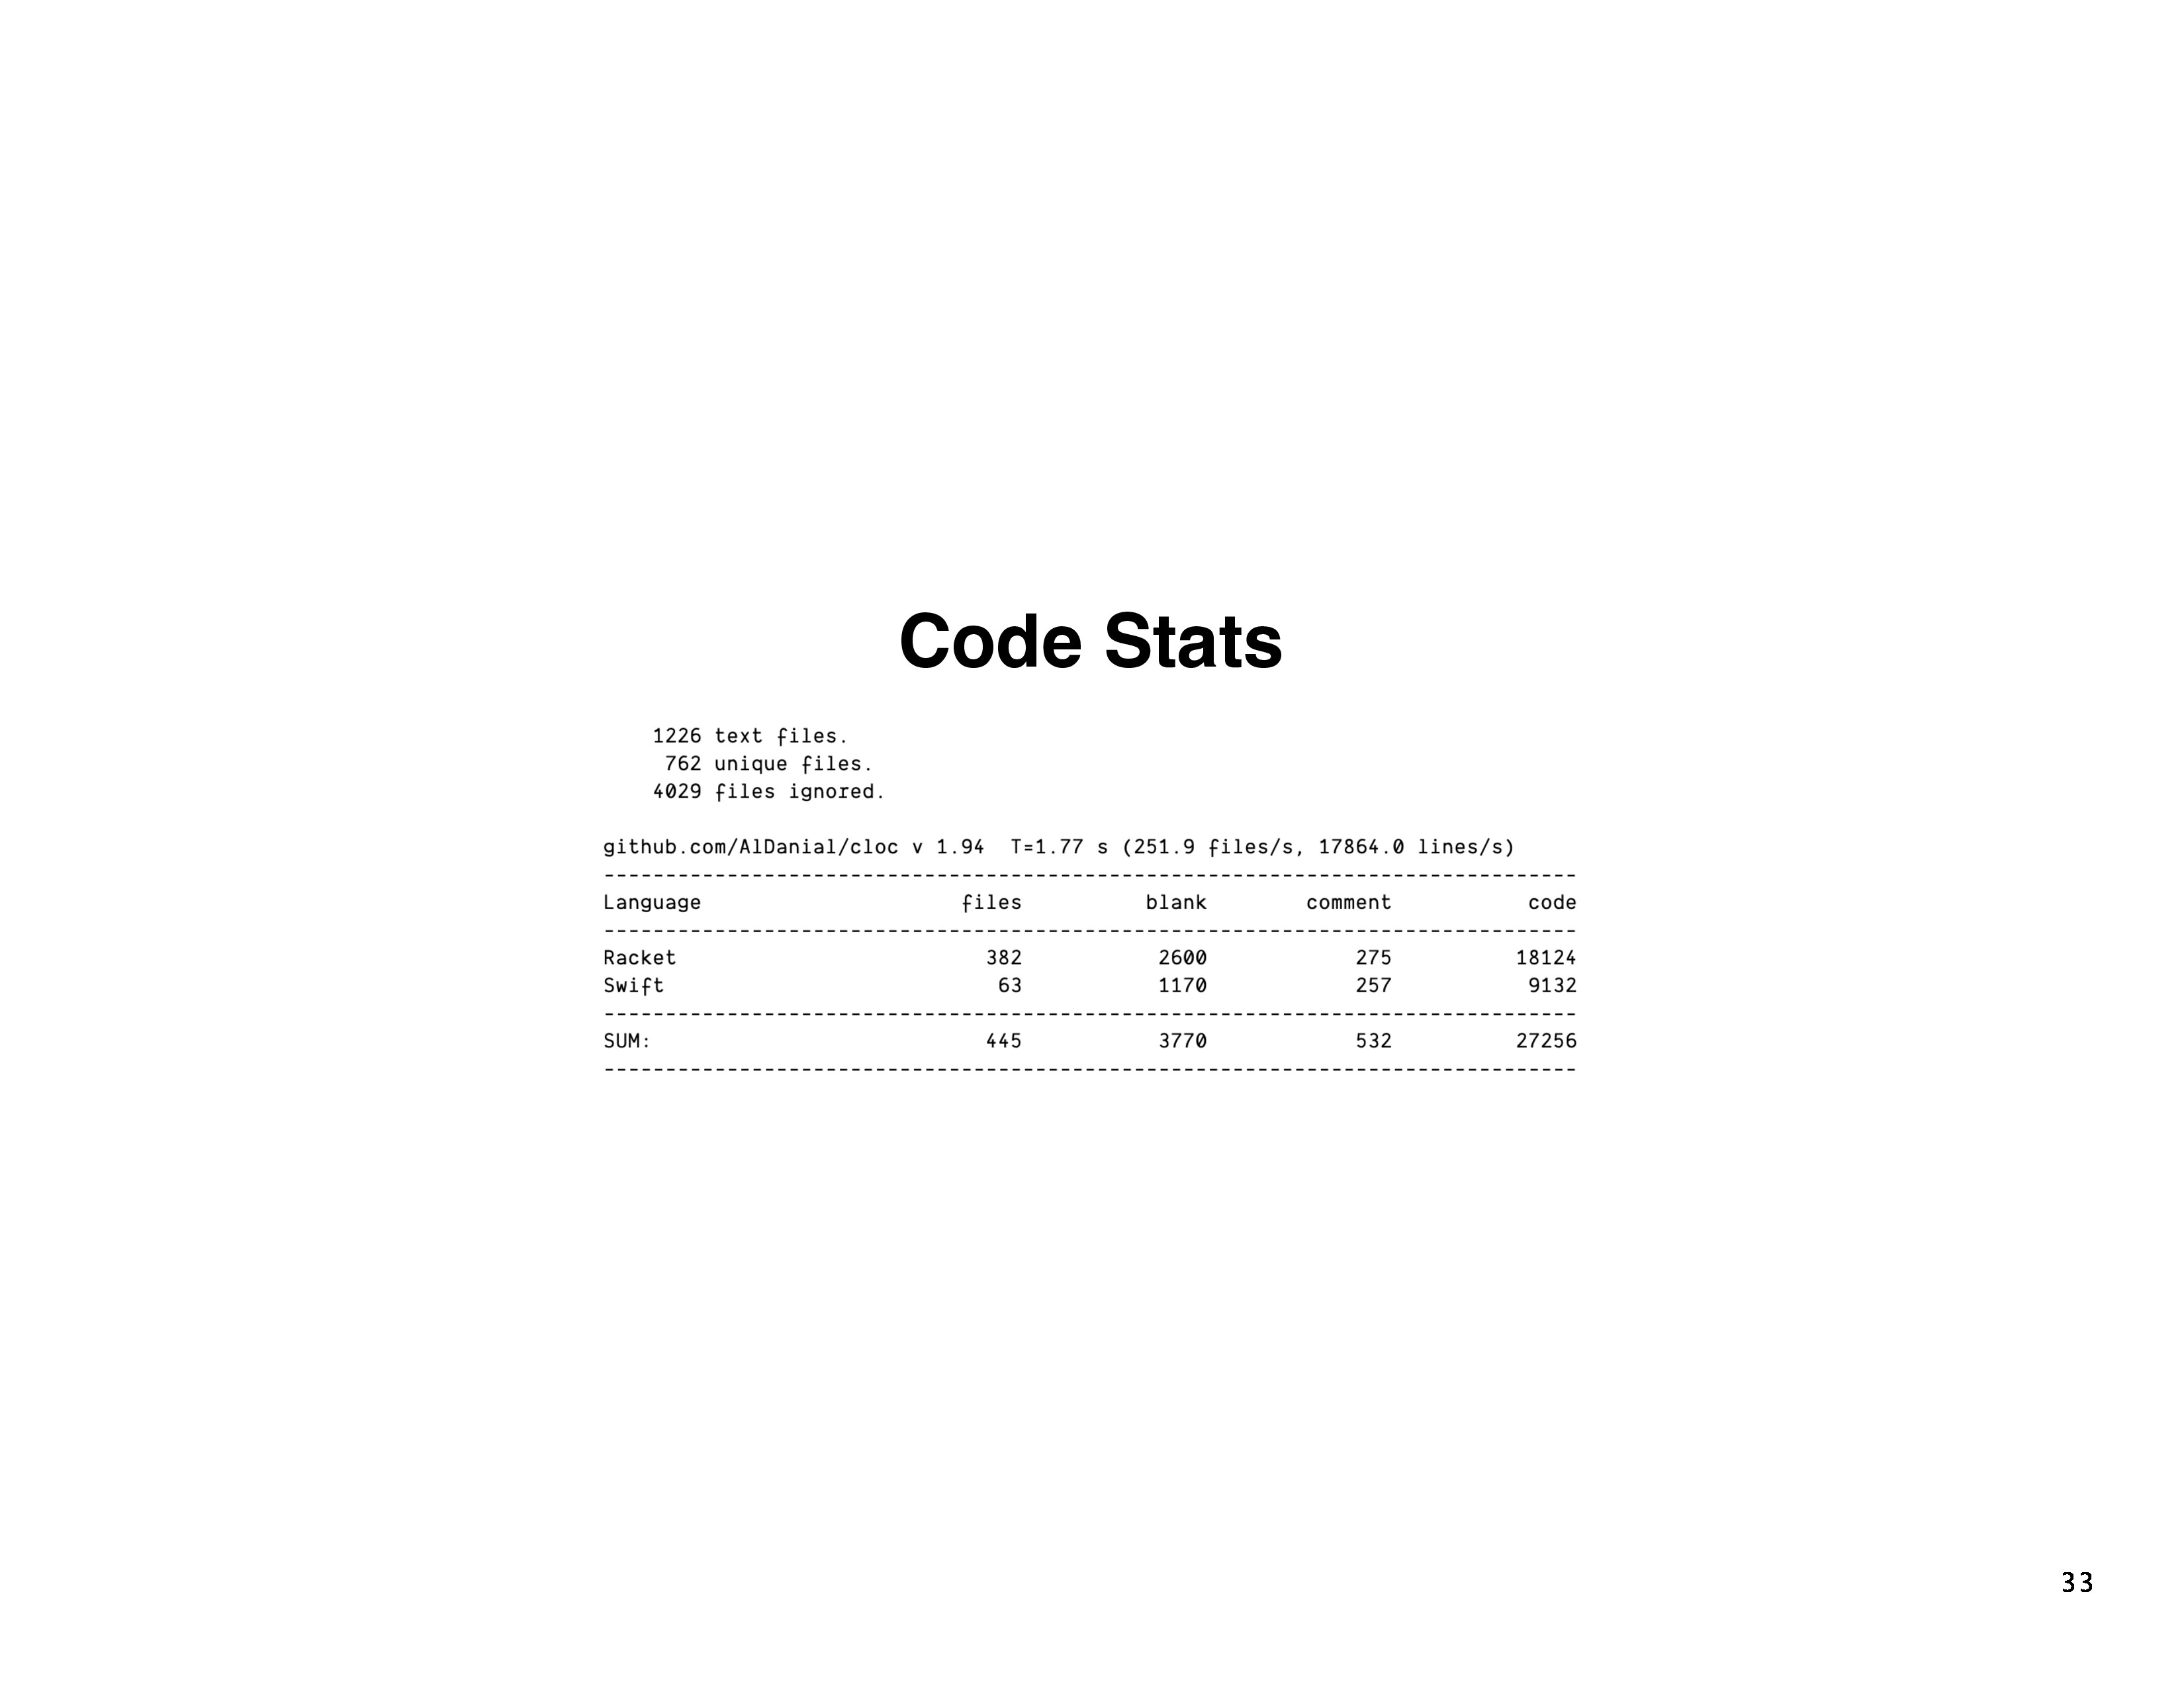 Code Stats
1226 text files.
762 unique files.
4029 files ignored.
github.com/AlDanial/cloc v 1.94  T=1.77 s (251.9 files/s, 17864.0 lines/s)
-------------------------------------------------------------------------------
Language                     files          blank        comment           code
-------------------------------------------------------------------------------
Racket                         382           2600            275          18124
Swift                           63           1170            257           9132
-------------------------------------------------------------------------------
SUM:                           445           3770            532          27256
-------------------------------------------------------------------------------
33